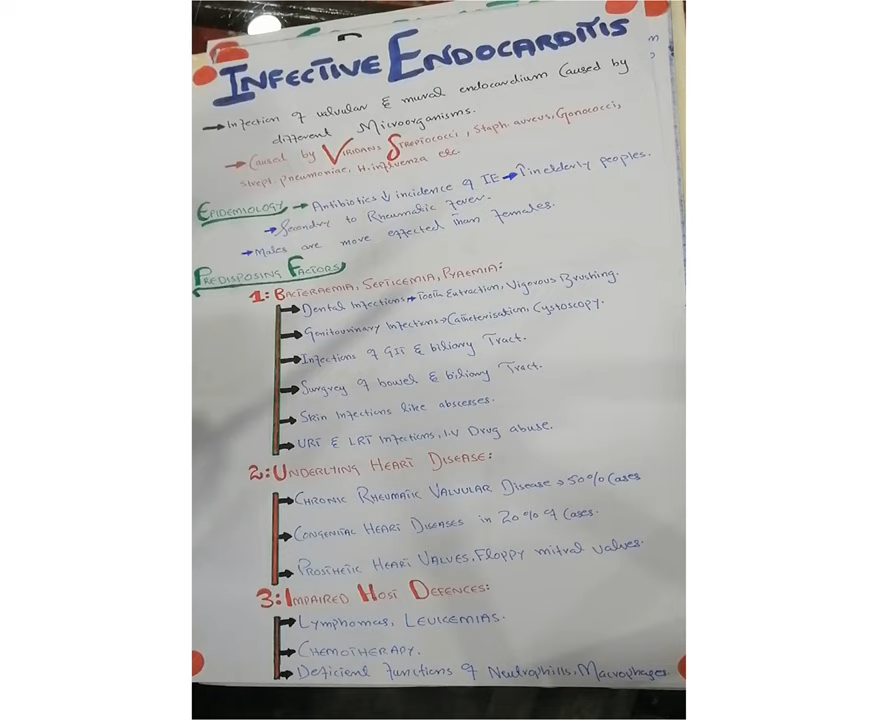 INFECTIVE ENDOCARDITIS
→ Infection of valvular & mural endocardium Caused by
different Microorganisms.
→ Caused by VIRIDANS STREPTOCOCCI, Staph. aureus, Gonococci,
Strept. Pneumoniae, H. influenza etc.
EPIDEMIOLOGY → Antibiotics ↓ incidence of IE → ↑ in elderly peoples.
→ Secondry to Rheumatic fever.
→ Males are more effected than females.
PREDISPOSING FACTORS
1: BACTERAEMIA, SEPTICEMIA, PYAEMIA:
→ Dental Infections → Tooth Extraction, Vigorous Brushing.
→ Genitourinary Infections → Catheterisation, Cystoscopy.
→ Infections of GIT & biliary Tract.
→ Surgrey of bowel & biliary Tract.
→ Skin Infections like abscesses.
→ URT & LRT Infections, I.V Drug abuse.
2: UNDERLYING HEART DISEASE:
→ CHRONIC RHEUMATIC VALVULAR Disease → 50% Cases
→ CONGENITAL HEART DISEASES in 20% of Cases.
→ PROSTHETIC HEART VALVES, Floppy mitral valves.
3: IMPAIRED HOST DEFENCES:
→ Lymphomas, LEUKEMIAS.
→ CHEMOTHERAPY.
→ Deficient functions of Neutrophills, Macrophages.